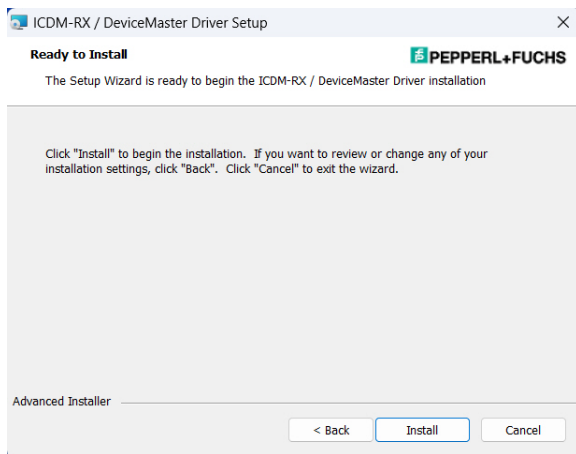 ICDM-RX / DeviceMaster Driver Setup
Ready to Install
PEPPERL+FUCHS
The Setup Wizard is ready to begin the ICDM-RX / DeviceMaster Driver installation
Click "Install" to begin the installation.  If you want to review or change any of your
installation settings, click "Back".  Click "Cancel" to exit the wizard.
Advanced Installer
< Back
Install
Cancel